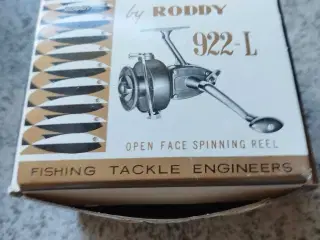 by RODDY
922-L
OPEN FACE SPINNING REEL
FISHING TACKLE ENGINEERS